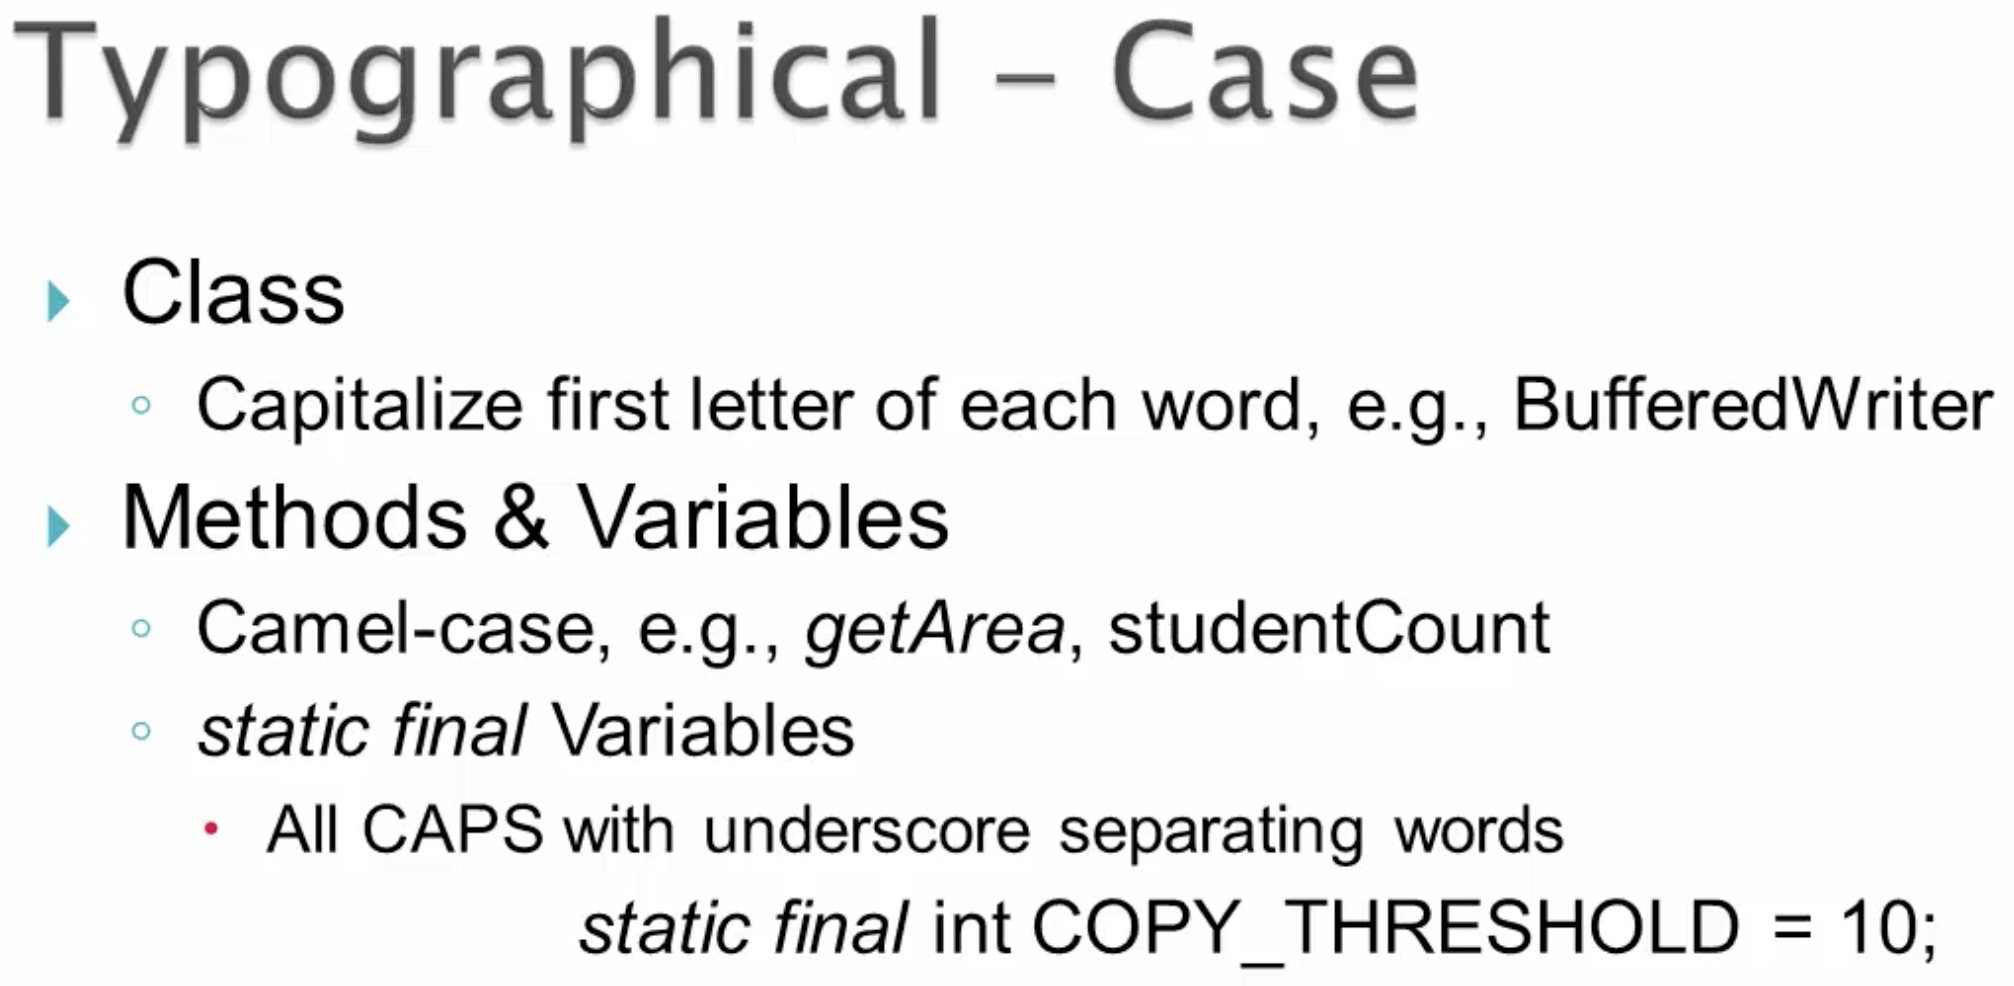 Typographical – Case
Class
Capitalize first letter of each word, e.g., BufferedWriter
Methods & Variables
Camel-case, e.g., getArea, studentCount
static final Variables
All CAPS with underscore separating words
static final int COPY_THRESHOLD = 10;